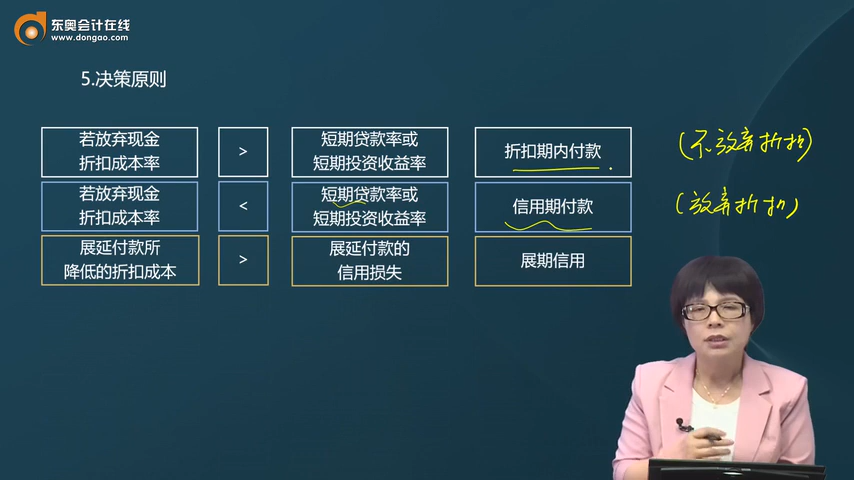 东奥会计在线
www.dongao.com
5.决策原则
若放弃现金
折扣成本率
>
短期贷款率或
短期投资收益率
折扣期内付款
(不放弃折扣)
若放弃现金
折扣成本率
<
短期贷款率或
短期投资收益率
信用期付款
(放弃折扣)
展延付款所
降低的折扣成本
>
展延付款的
信用损失
展期信用